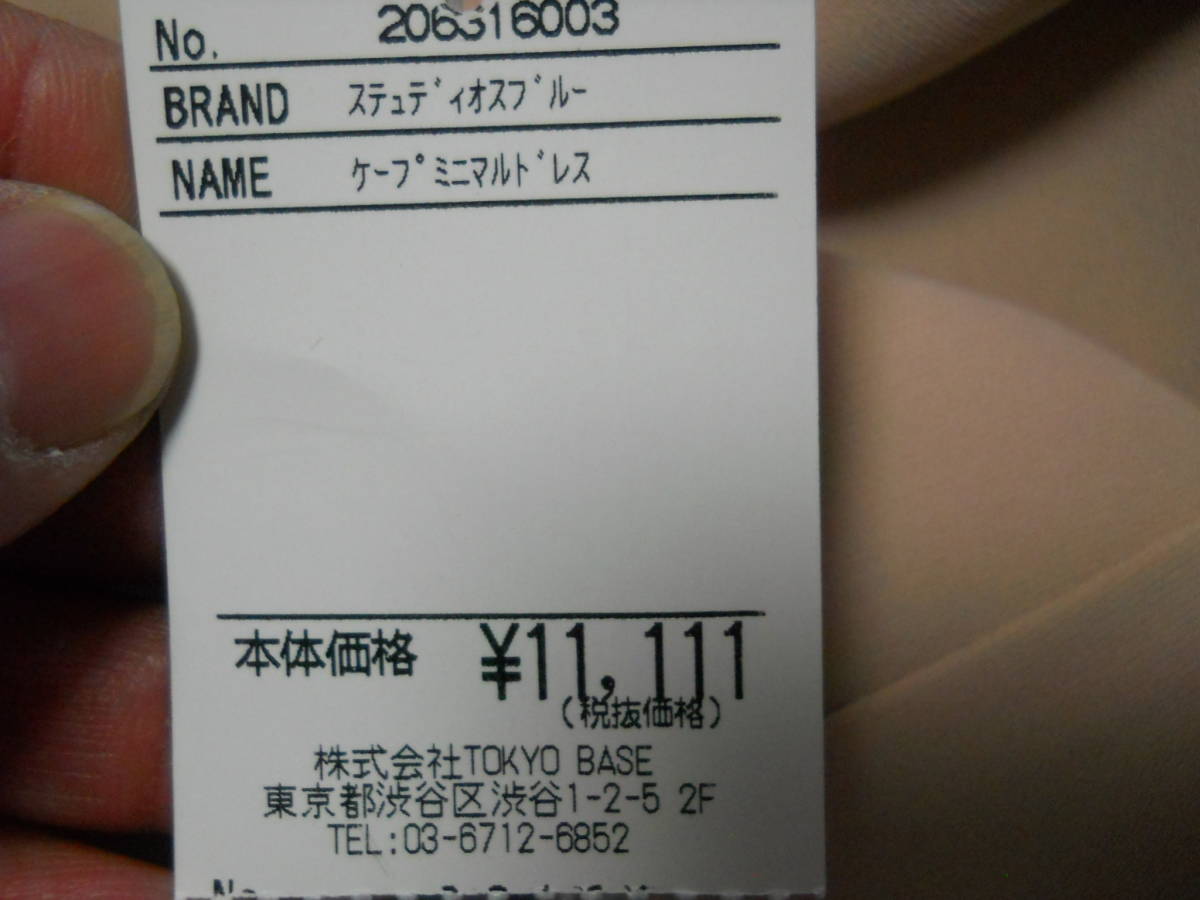 No. 206316003
BRAND ｽﾃｭﾃﾞｨｵｽﾌﾞﾙｰ
NAME ｹｰﾌﾟﾐﾆﾏﾙﾄﾞﾚｽ
本体価格 ¥11,111
(税抜価格)
株式会社TOKYO BASE
東京都渋谷区渋谷1-2-5 2F
TEL:03-6712-6852
No